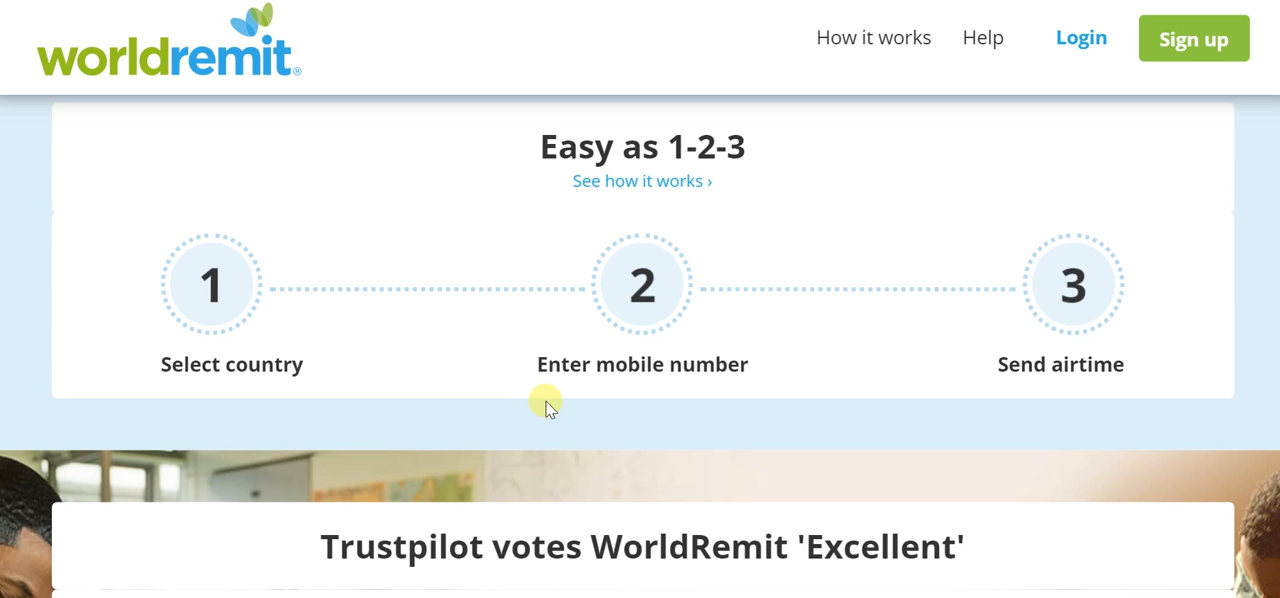 worldremit®
How it works
Help
Login
Sign up
Easy as 1-2-3
See how it works ›
1
2
3
Select country
Enter mobile number
Send airtime
Trustpilot votes WorldRemit 'Excellent'